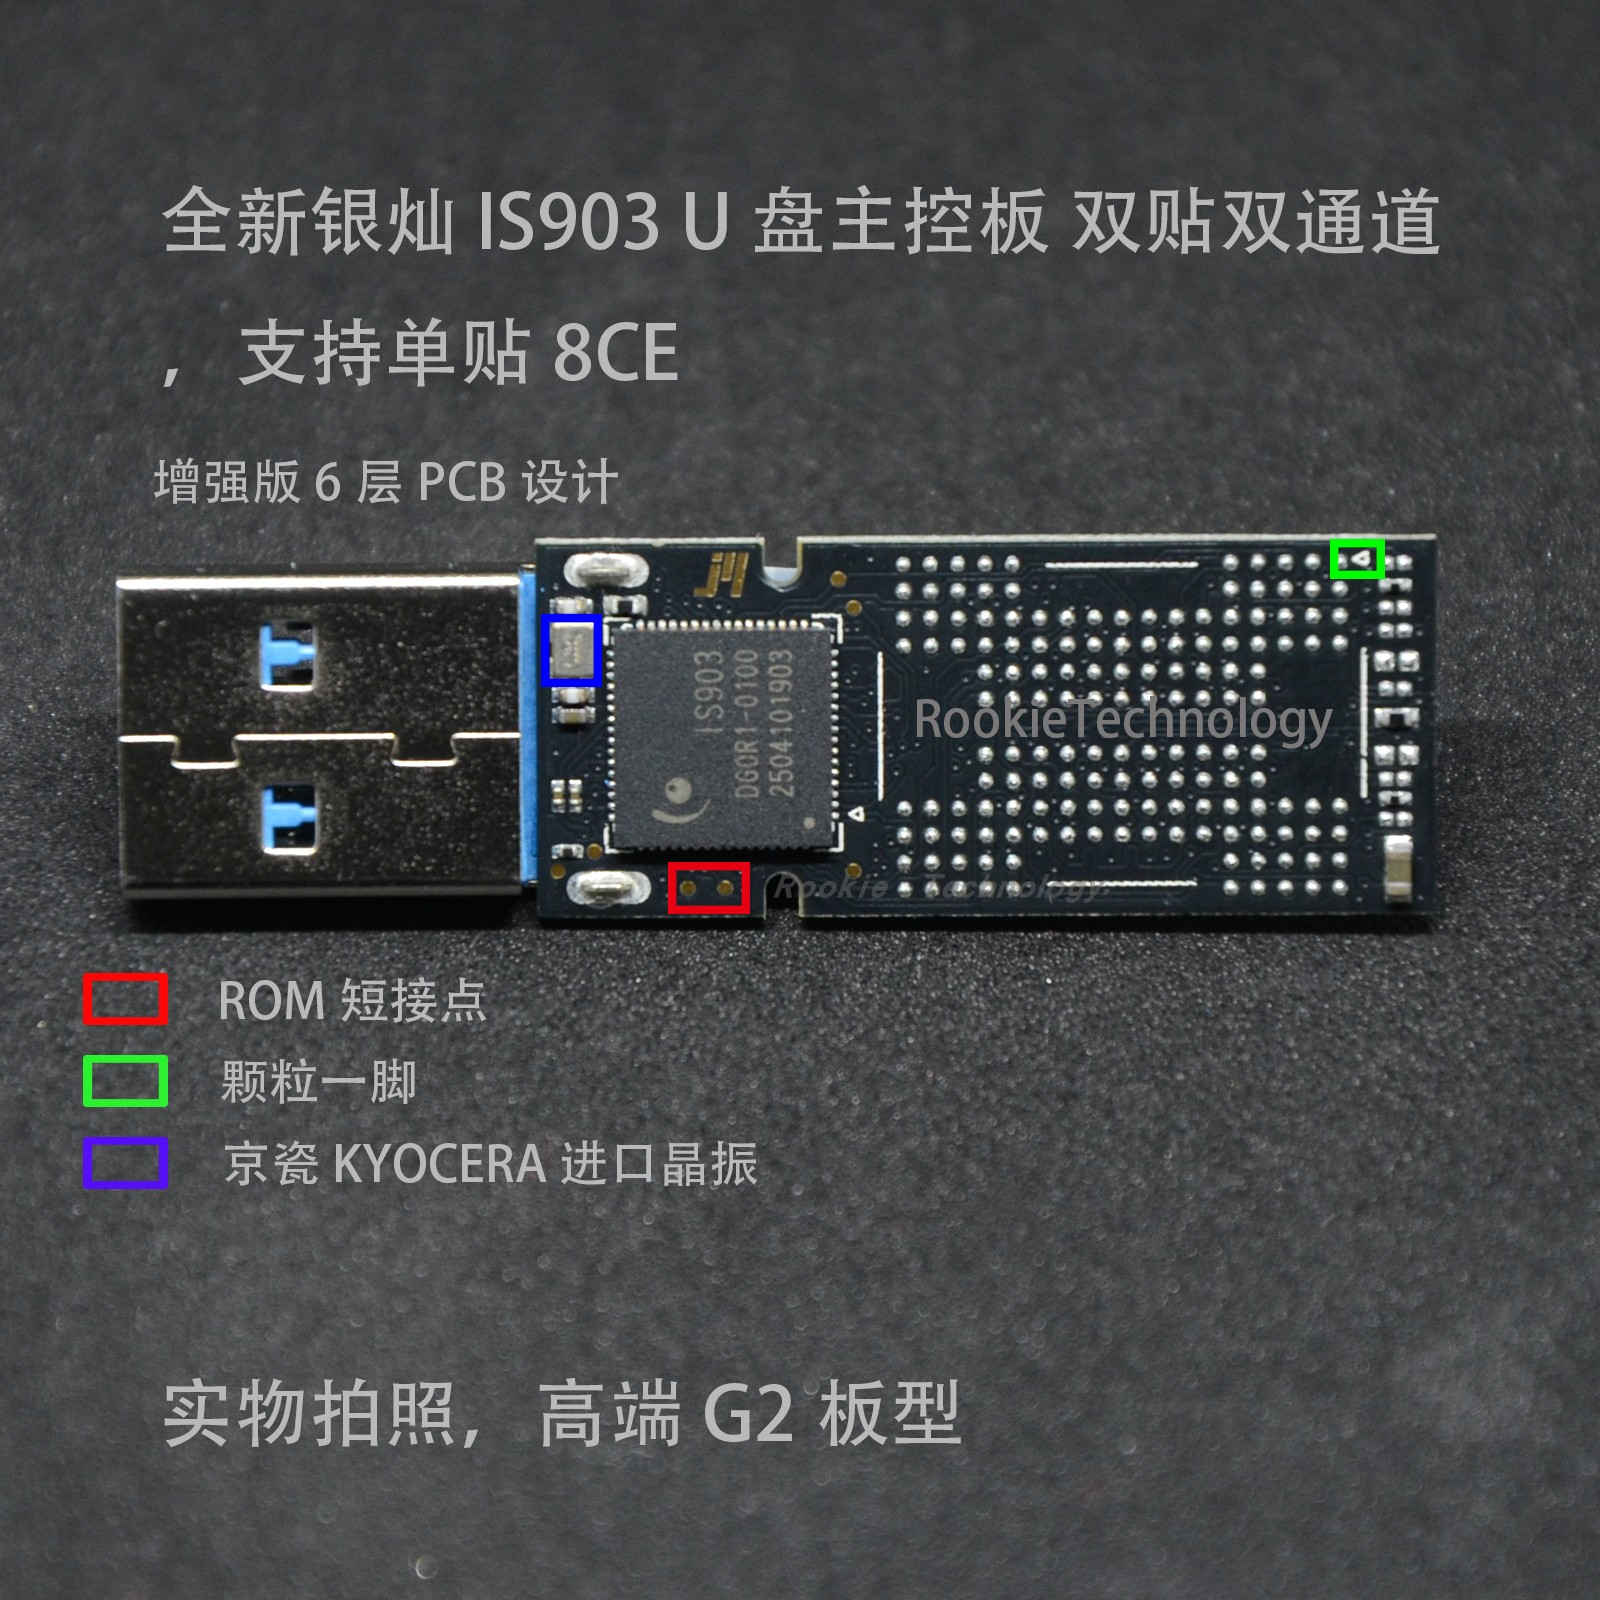 全新银灿 IS903 U 盘主控板 双贴双通道
，支持单贴 8CE
增强版 6 层 PCB 设计
IS903
DG0R1-0100
2504101903
RookieTechnology
Rookie Technology
ROM 短接点
颗粒一脚
京瓷 KYOCERA 进口晶振
实物拍照，高端 G2 板型